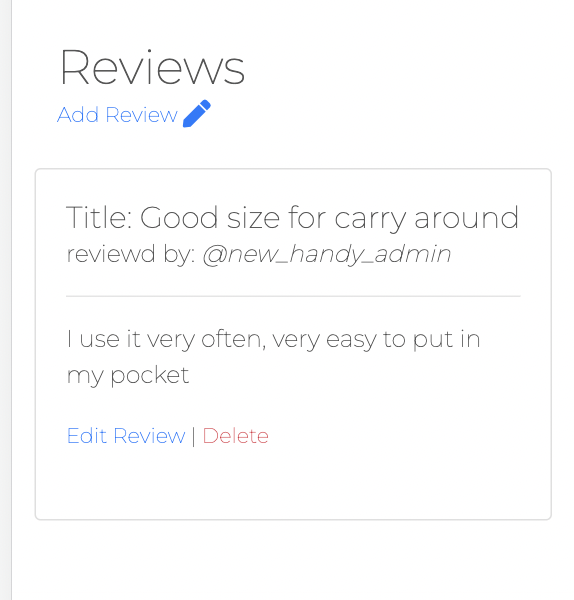 Reviews
Add Review
Title: Good size for carry around
reviewd by: @new_handy_admin
I use it very often, very easy to put in
my pocket
Edit Review | Delete